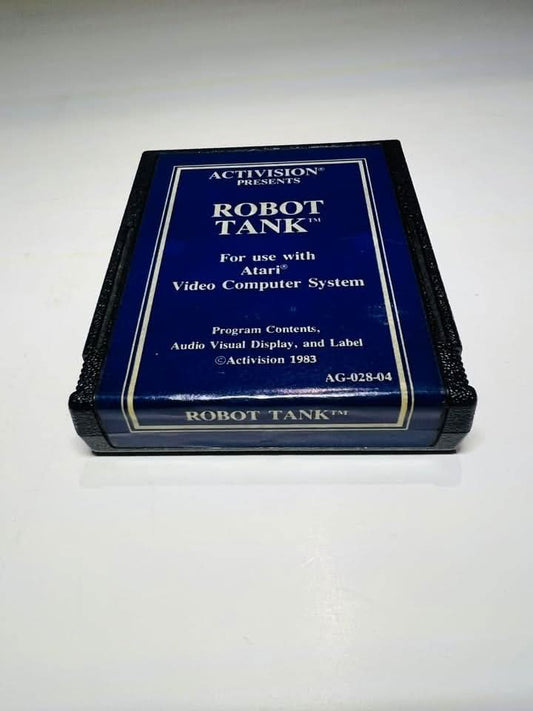 ACTIVISION®
PRESENTS
ROBOT
TANK™
For use with
Atari®
Video Computer System
Program Contents,
Audio Visual Display, and Label
©Activision 1983
AG-028-04
ROBOT TANK™